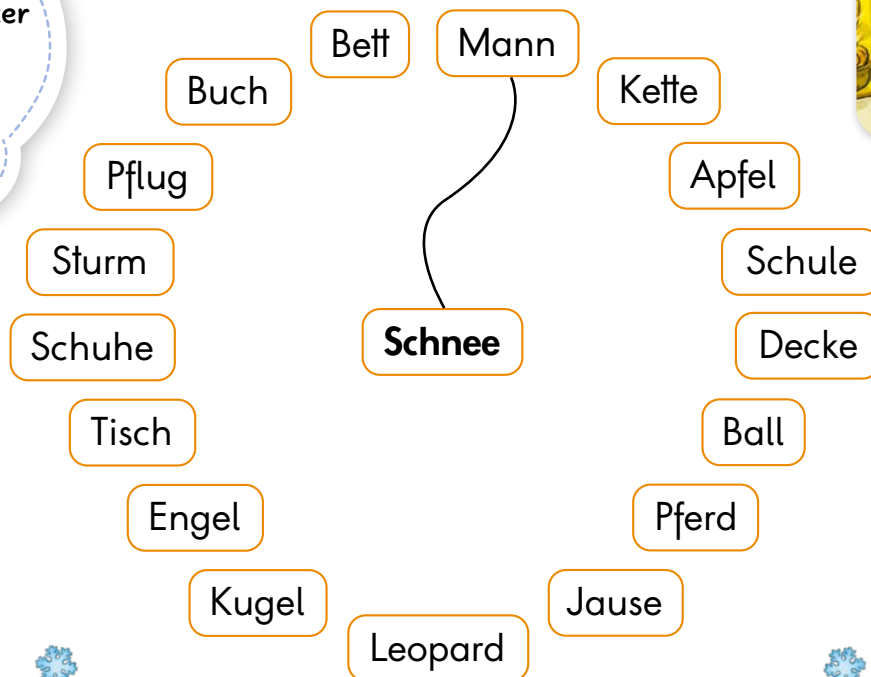 er
Bett
Mann
Buch
Kette
Pflug
Apfel
Sturm
Schule
Schuhe
Schnee
Decke
Tisch
Ball
Engel
Pferd
Kugel
Jause
Leopard